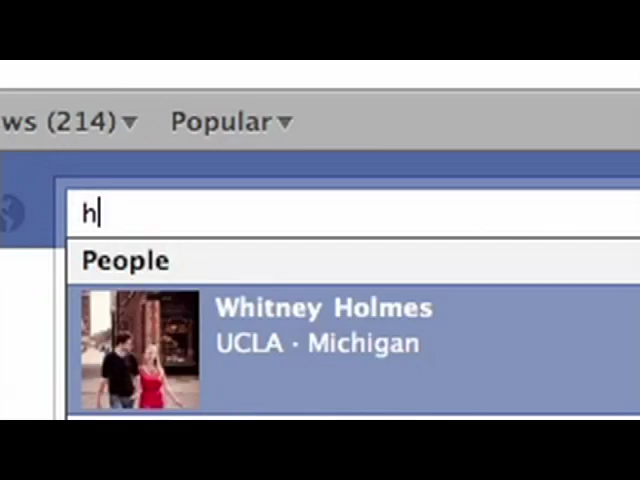 ws (214)▾ Popular▾
h
People
Whitney Holmes
UCLA · Michigan